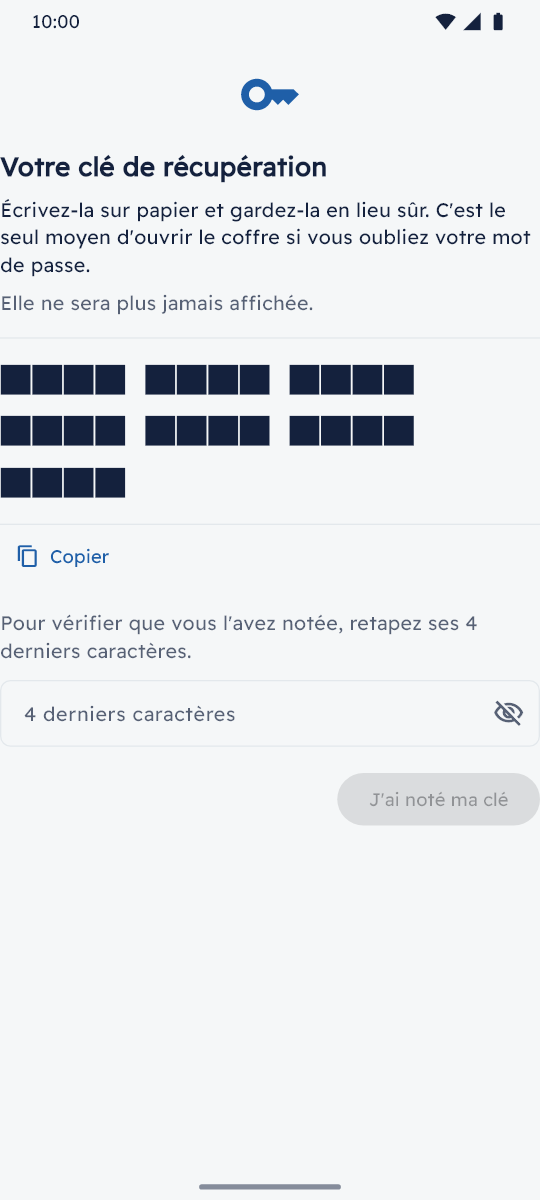 10:00
Votre clé de récupération
Écrivez-la sur papier et gardez-la en lieu sûr. C'est le
seul moyen d'ouvrir le coffre si vous oubliez votre mot
de passe.
Elle ne sera plus jamais affichée.
Copier
Pour vérifier que vous l'avez notée, retapez ses 4
derniers caractères.
4 derniers caractères
J'ai noté ma clé